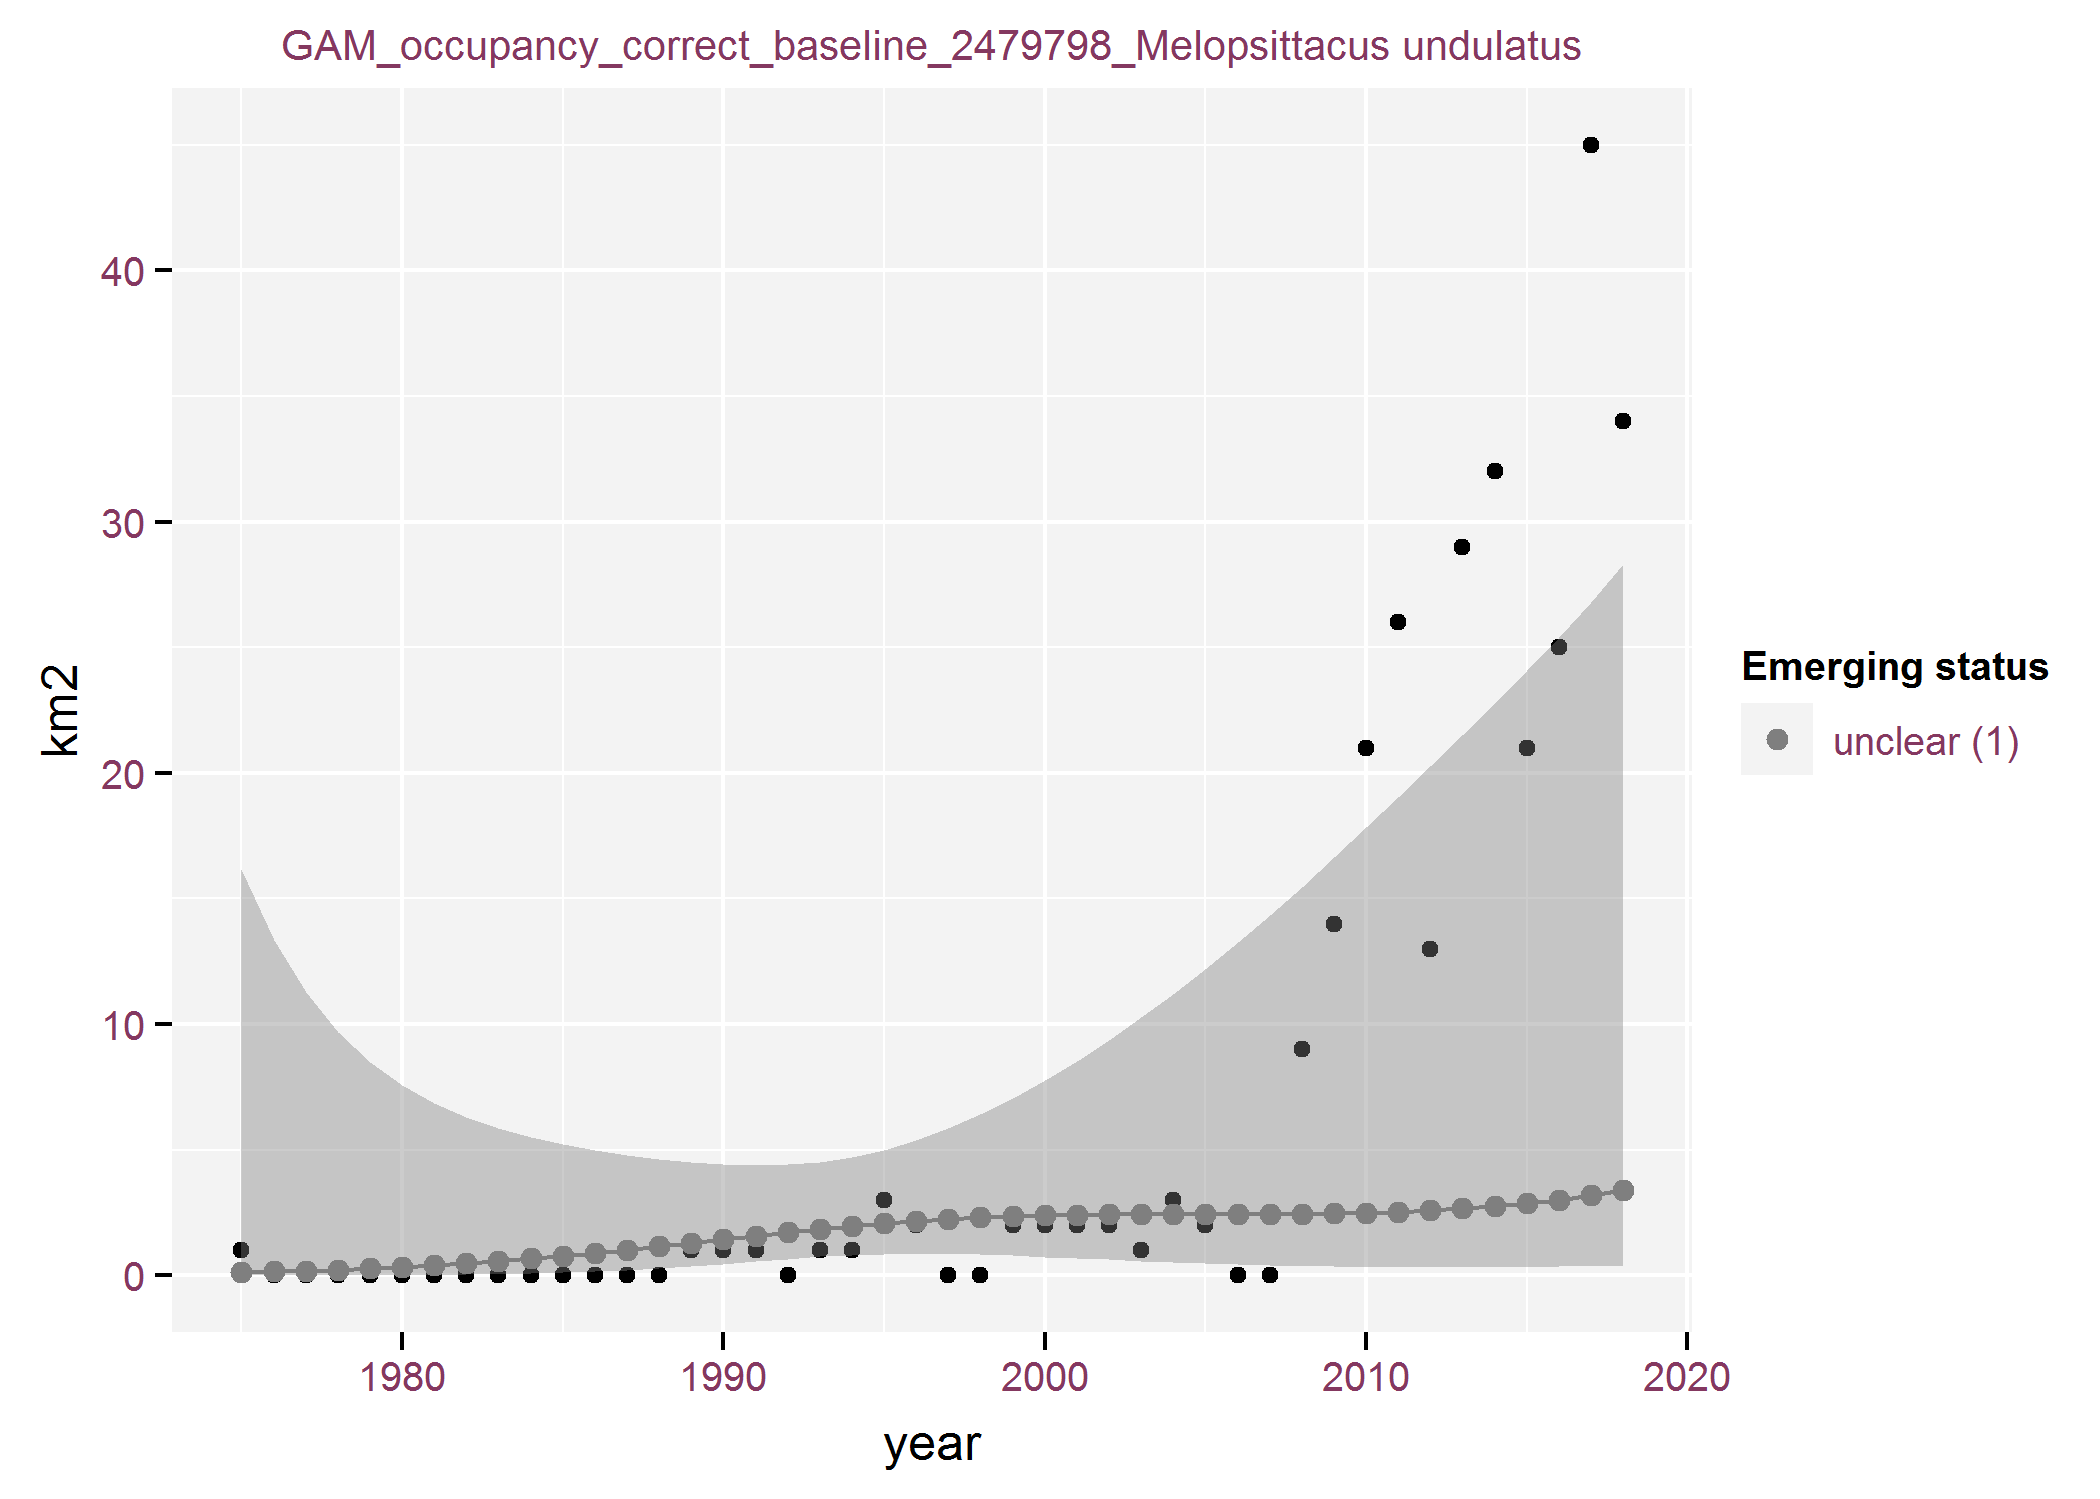 GAM_occupancy_correct_baseline_2479798_Melopsittacus undulatus
40
30
20
10
0
km2
1980 1990 2000 2010 2020
year
Emerging status
unclear (1)